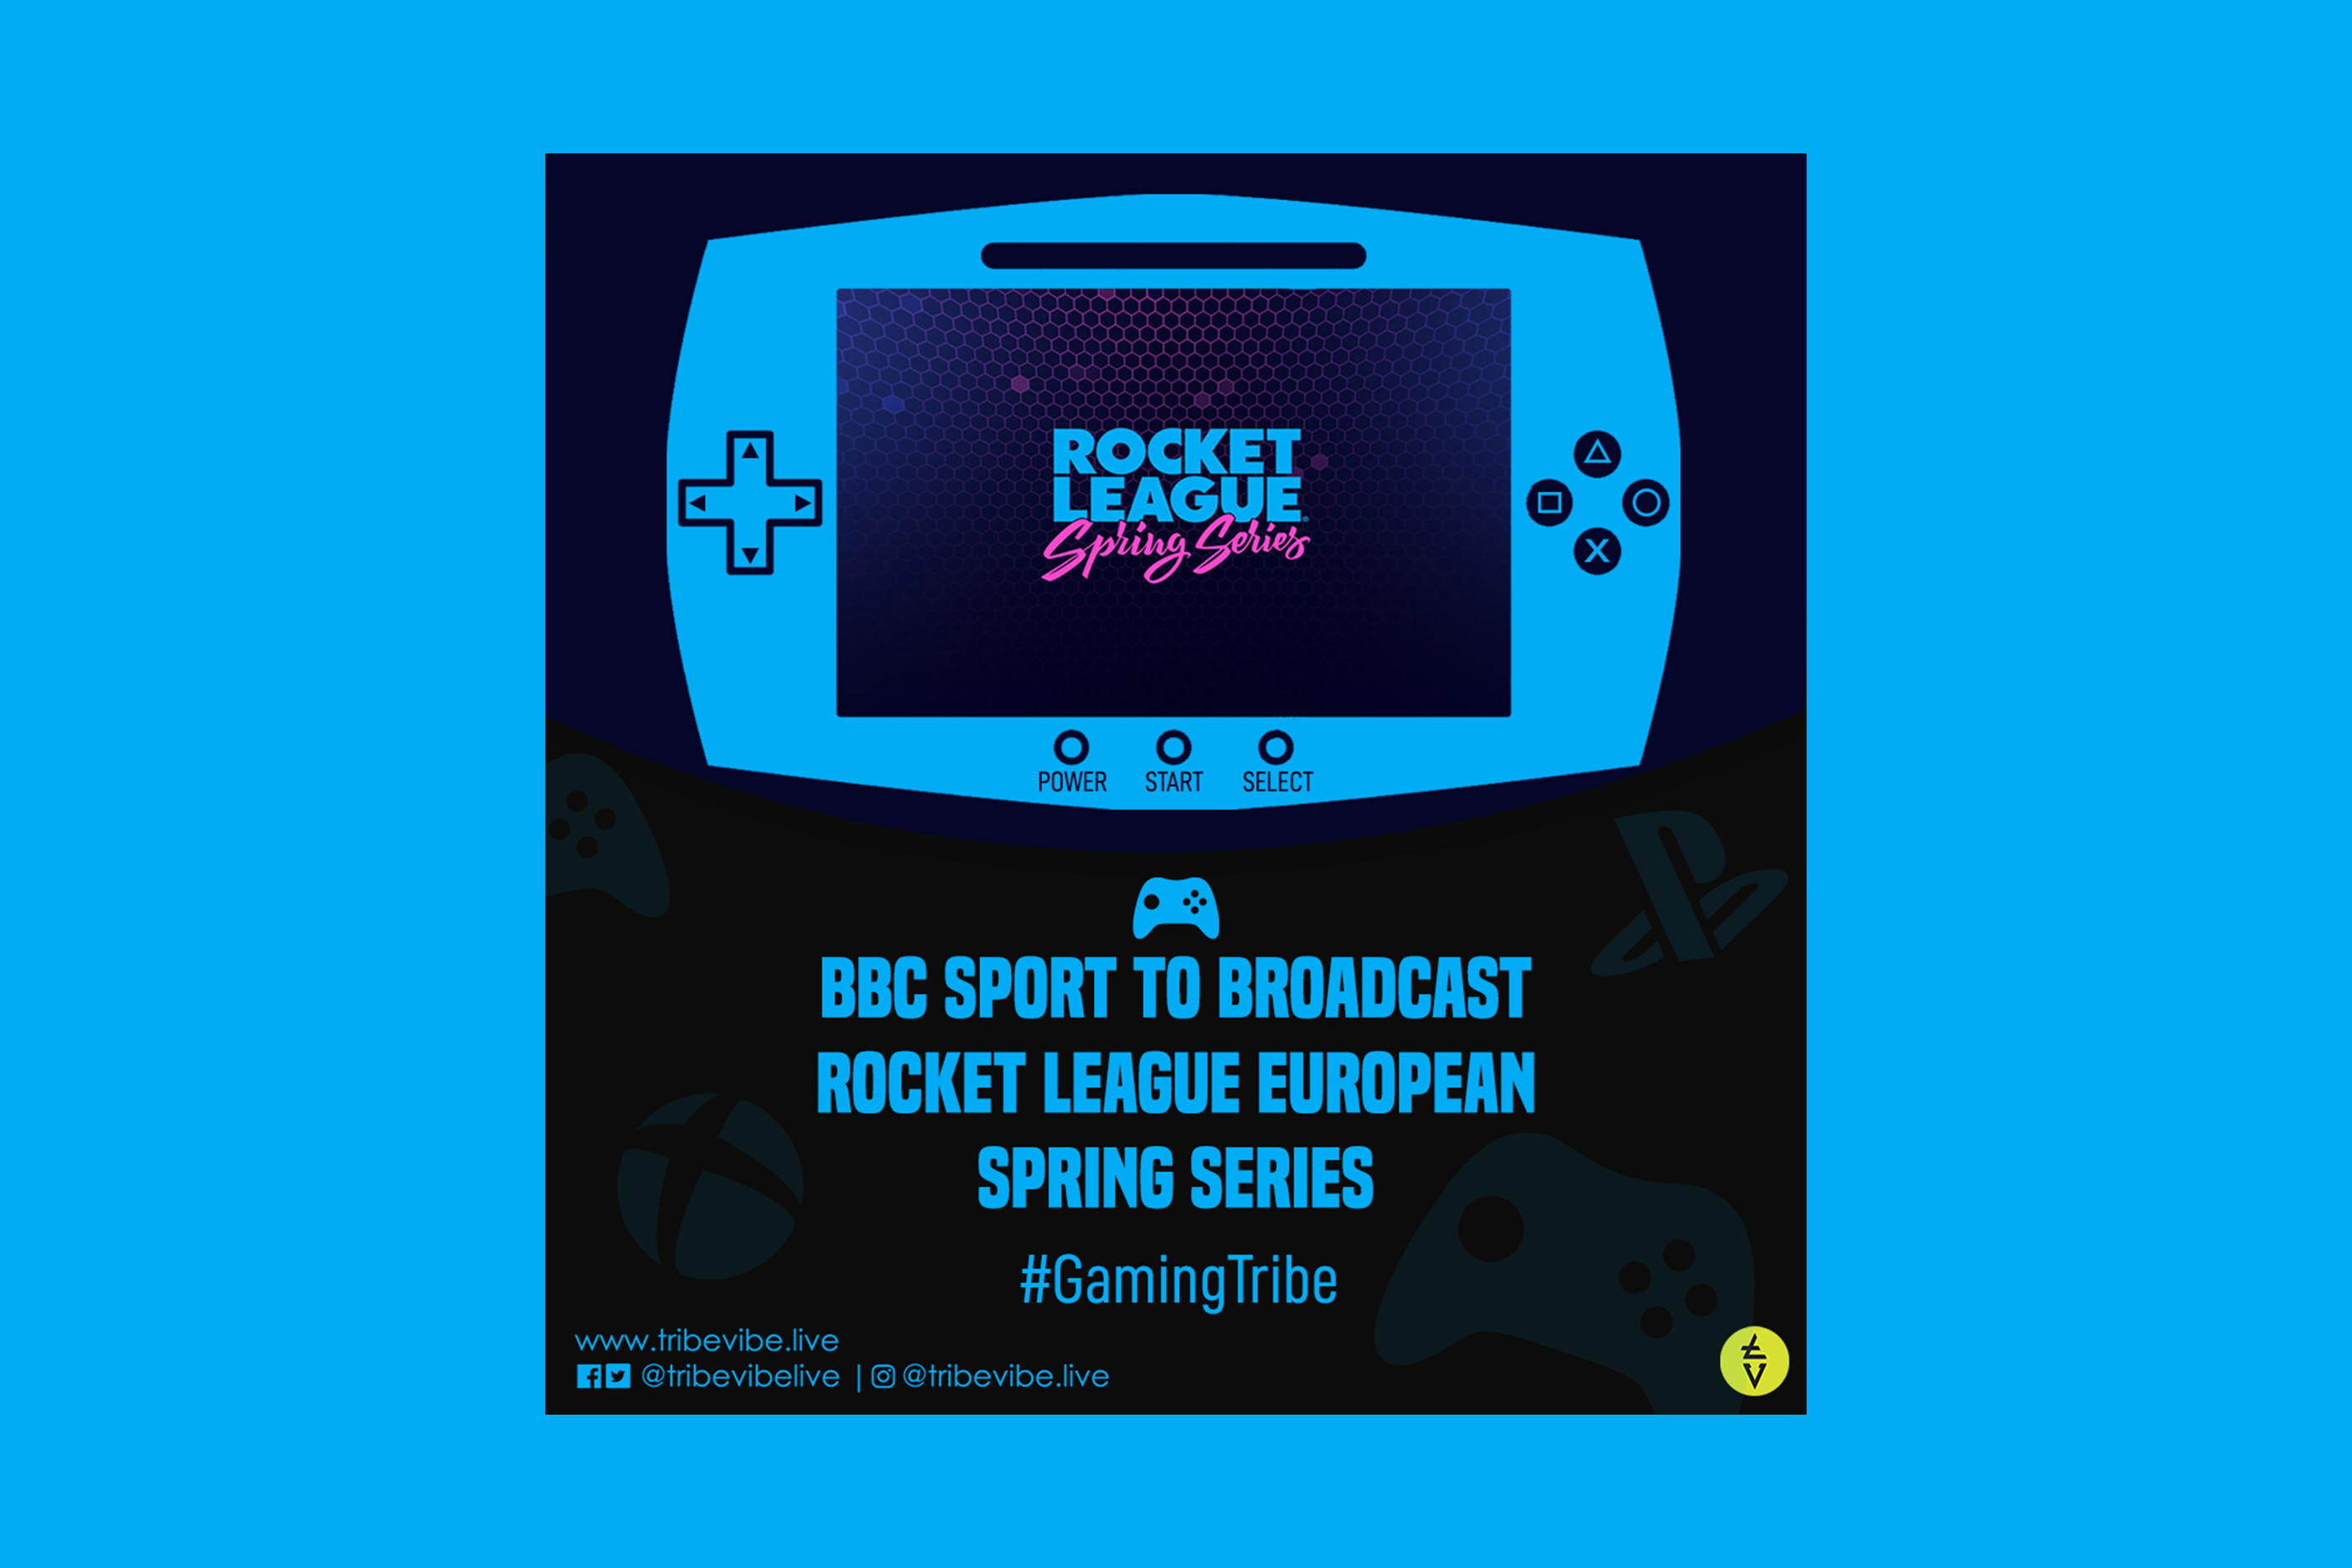 ROCKET
LEAGUE
Spring Series
POWER START SELECT
BBC SPORT TO BROADCAST
ROCKET LEAGUE EUROPEAN
SPRING SERIES
#GamingTribe
www.tribevibe.live
@tribevibelive | @tribevibe.live